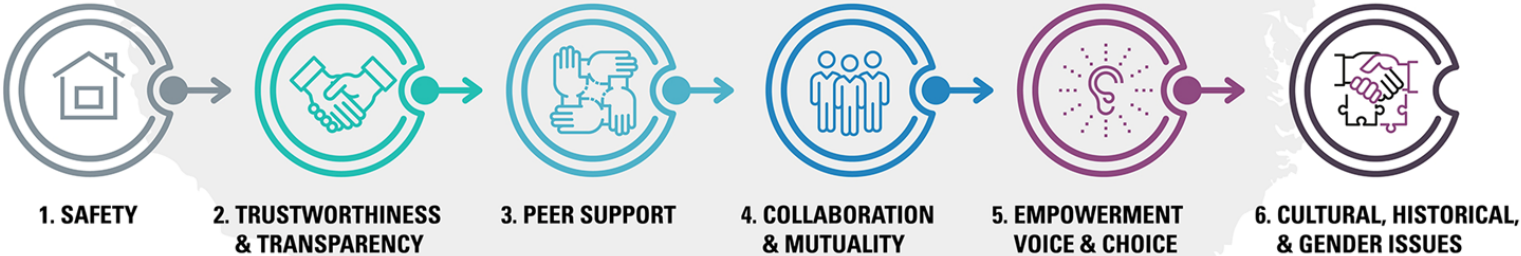 1. SAFETY
2. TRUSTWORTHINESS
& TRANSPARENCY
3. PEER SUPPORT
4. COLLABORATION
& MUTUALITY
5. EMPOWERMENT
VOICE & CHOICE
6. CULTURAL, HISTORICAL,
& GENDER ISSUES